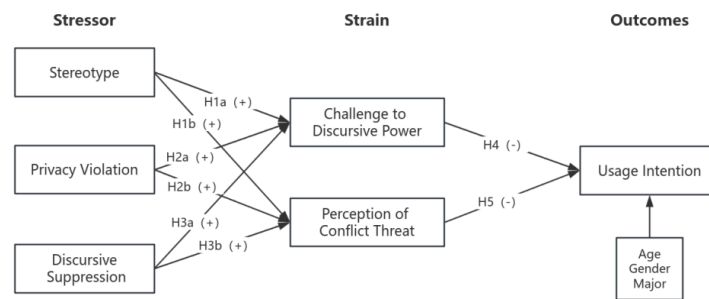 Stressor
Strain
Outcomes
Stereotype
H1a (+)
H1b (+)
Challenge to
Discursive Power
Privacy Violation
H2a (+)
H2b (+)
H4 (-)
Usage Intention
H3a (+)
H3b (+)
Perception of
Conflict Threat
H5 (-)
Discursive
Suppression
Age
Gender
Major